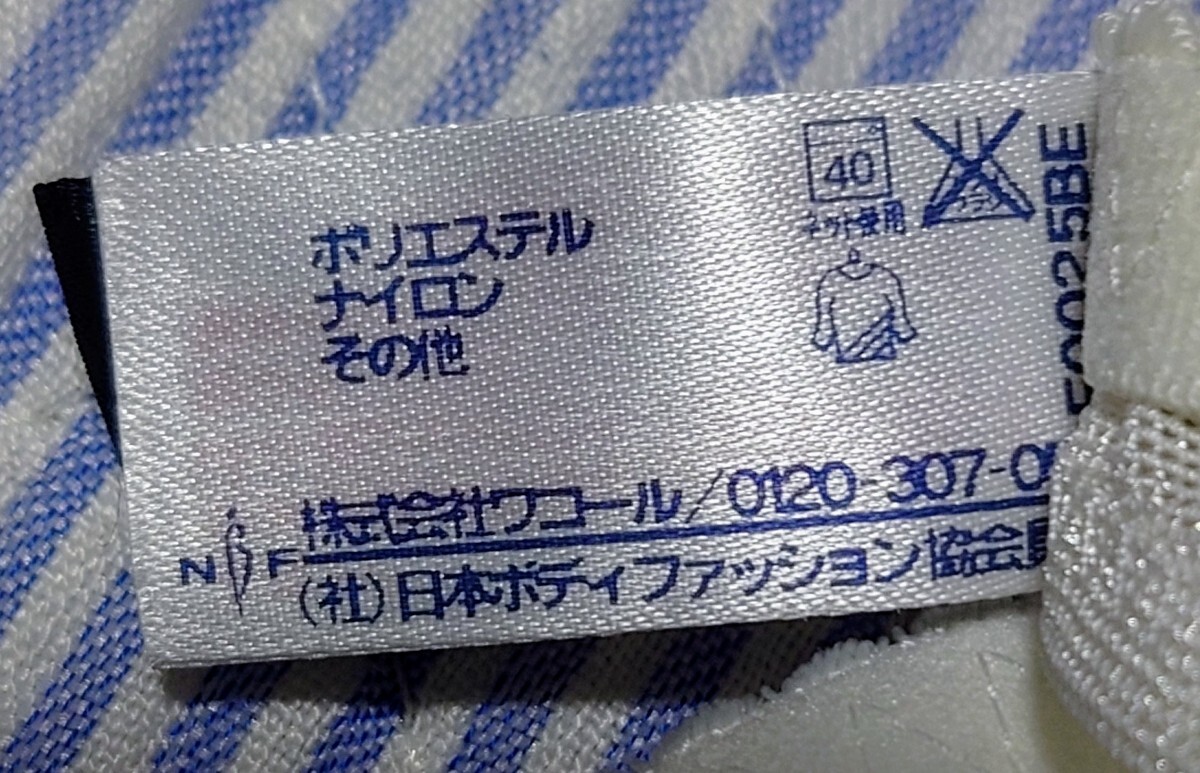 ポリエステル
ナイロン
その他
40
ネット使用
株式会社ワコール/0120-307-0
NBF
(社)日本ボディファッション協会員
0025BE